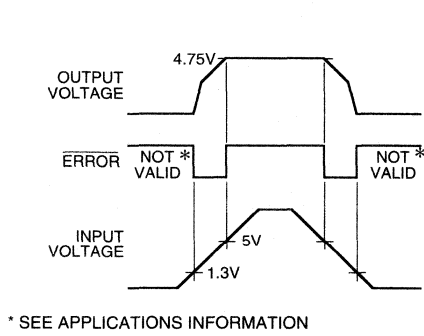 4.75V
OUTPUT
VOLTAGE
ERROR
NOT *
VALID
NOT *
VALID
INPUT
VOLTAGE
5V
1.3V
* SEE APPLICATIONS INFORMATION